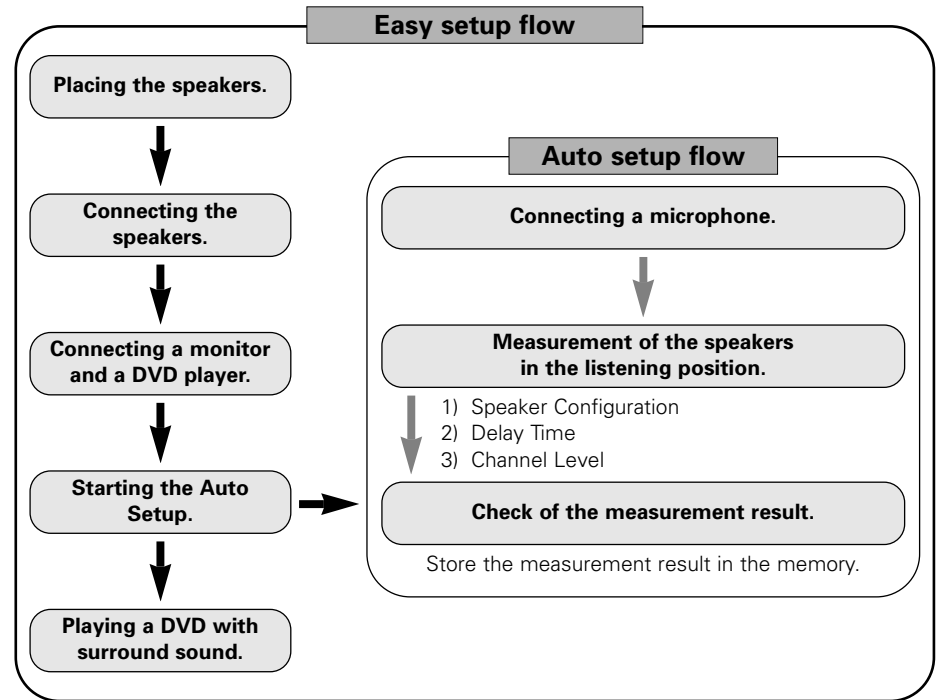 Easy setup flow
Placing the speakers.
Connecting the
speakers.
Connecting a monitor
and a DVD player.
Starting the Auto
Setup.
Playing a DVD with
surround sound.
Auto setup flow
Connecting a microphone.
Measurement of the speakers
in the listening position.
1) Speaker Configuration
2) Delay Time
3) Channel Level
Check of the measurement result.
Store the measurement result in the memory.